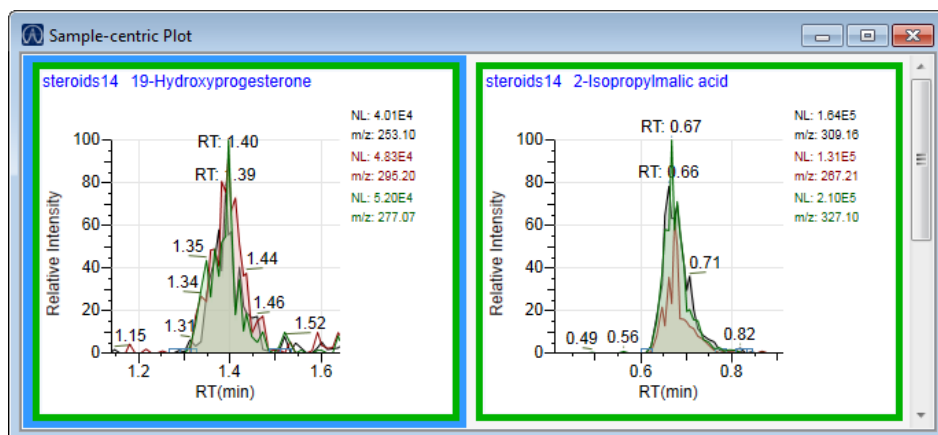 Sample-centric Plot
steroids14 19-Hydroxyprogesterone
NL: 4.01E4
m/z: 253.10
NL: 4.83E4
m/z: 295.20
NL: 5.20E4
m/z: 277.07
RT: 1.40
RT: 1.39
1.35
1.34
1.31
1.15
1.44
1.46
1.52
Relative Intensity
100
80
60
40
20
0
1.2 1.4 1.6
RT(min)
steroids14 2-Isopropylmalic acid
NL: 1.64E5
m/z: 309.16
NL: 1.31E5
m/z: 267.21
NL: 2.10E5
m/z: 327.10
RT: 0.67
RT: 0.66
0.71
0.49 0.56 0.82
Relative Intensity
100
80
60
40
20
0
0.6 0.8
RT(min)